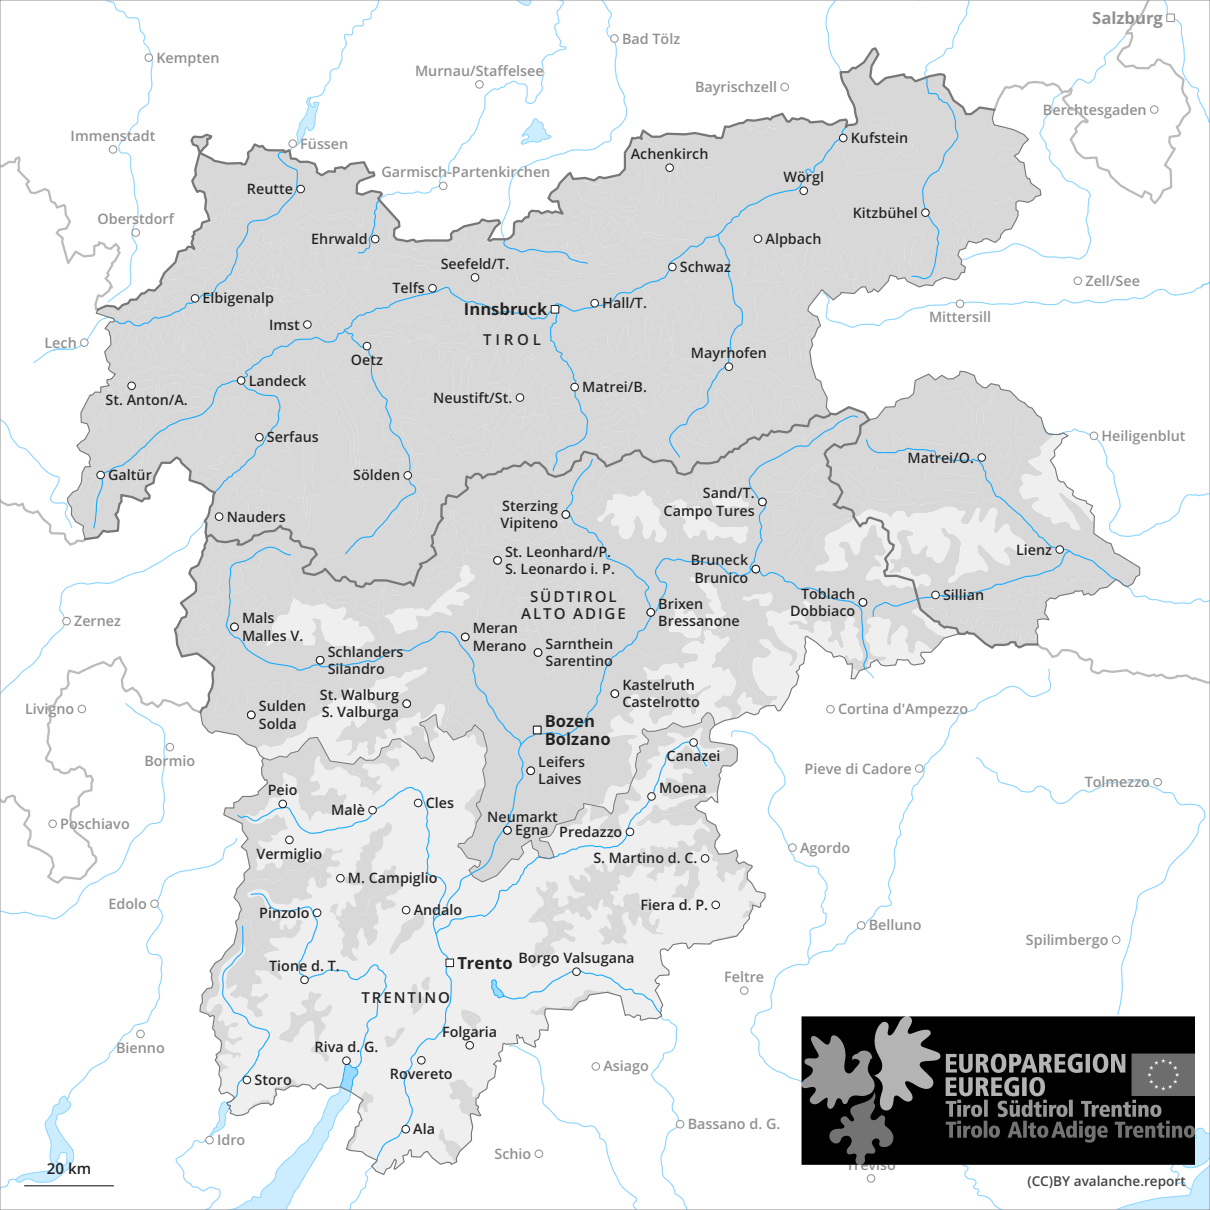 Salzburg
Bad Tölz
Kempten
Murnau/Staffelsee
Bayrischzell
Berchtesgaden
Immenstadt
Füssen
Kufstein
Achenkirch
Garmisch-Partenkirchen
Wörgl
Reutte
Kitzbühel
Oberstdorf
Ehrwald
Alpbach
Seefeld/T.
Schwaz
Zell/See
Telfs
Elbigenalp
Hall/T.
Innsbruck
Mittersill
Imst
TIROL
Lech
Oetz
Mayrhofen
Landeck
Matrei/B.
St. Anton/A.
Neustift/St.
Serfaus
Heiligenblut
Matrei/O.
Galtür
Sölden
Sand/T.
Campo Tures
Sterzing
Vipiteno
Nauders
St. Leonhard/P.
S. Leonardo i. P.
Lienz
Bruneck
Brunico
SÜDTIROL
ALTO ADIGE
Toblach
Dobbiaco
Sillian
Brixen
Bressanone
Zernez
Mals
Malles V.
Meran
Merano
Sarnthein
Sarentino
Schlanders
Silandro
Kastelruth
Castelrotto
St. Walburg
S. Valburga
Livigno
Sulden
Solda
Cortina d'Ampezzo
Bozen
Bolzano
Bormio
Canazei
Leifers
Laives
Pieve di Cadore
Tolmezzo
Peio
Moena
Malè
Cles
Neumarkt
Egna
Poschiavo
Predazzo
Vermiglio
Agordo
S. Martino d. C.
M. Campiglio
Edolo
Pinzolo
Andalo
Fiera d. P.
Belluno
Spilimbergo
Tione d. T.
Trento
Borgo Valsugana
Feltre
TRENTINO
Folgaria
Bienno
Riva d. G.
Asiago
Storo
Rovereto
EUROPAREGION
EUREGIO
Tirol Südtirol Trentino
Tirolo Alto Adige Trentino
Ala
Bassano d. G.
Idro
Schio
Treviso
20 km
(CC)BY avalanche.report